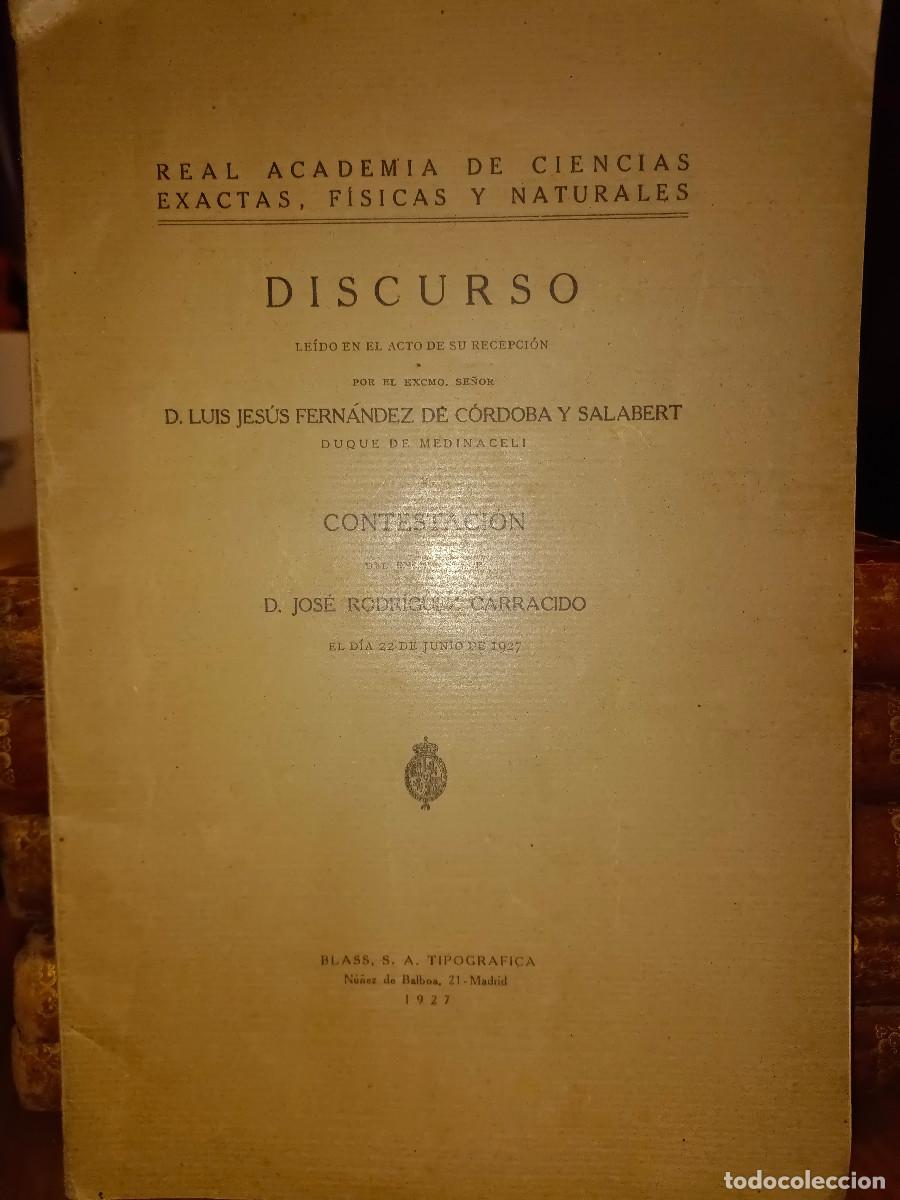 REAL ACADEMIA DE CIENCIAS
EXACTAS, FÍSICAS Y NATURALES
DISCURSO
LEÍDO EN EL ACTO DE SU RECEPCIÓN
POR EL EXCMO. SEÑOR
D. LUIS JESÚS FERNÁNDEZ DE CÓRDOBA Y SALABERT
DUQUE DE MEDINACELI
CONTESTACIÓN
DEL
D. JOSÉ RODRÍGUEZ CARRACIDO
EL DÍA 22 DE JUNIO DE 1927
BLASS, S. A. TIPOGRAFICA
Núñez de Balboa, 21 - Madrid
1927
todocoleccion